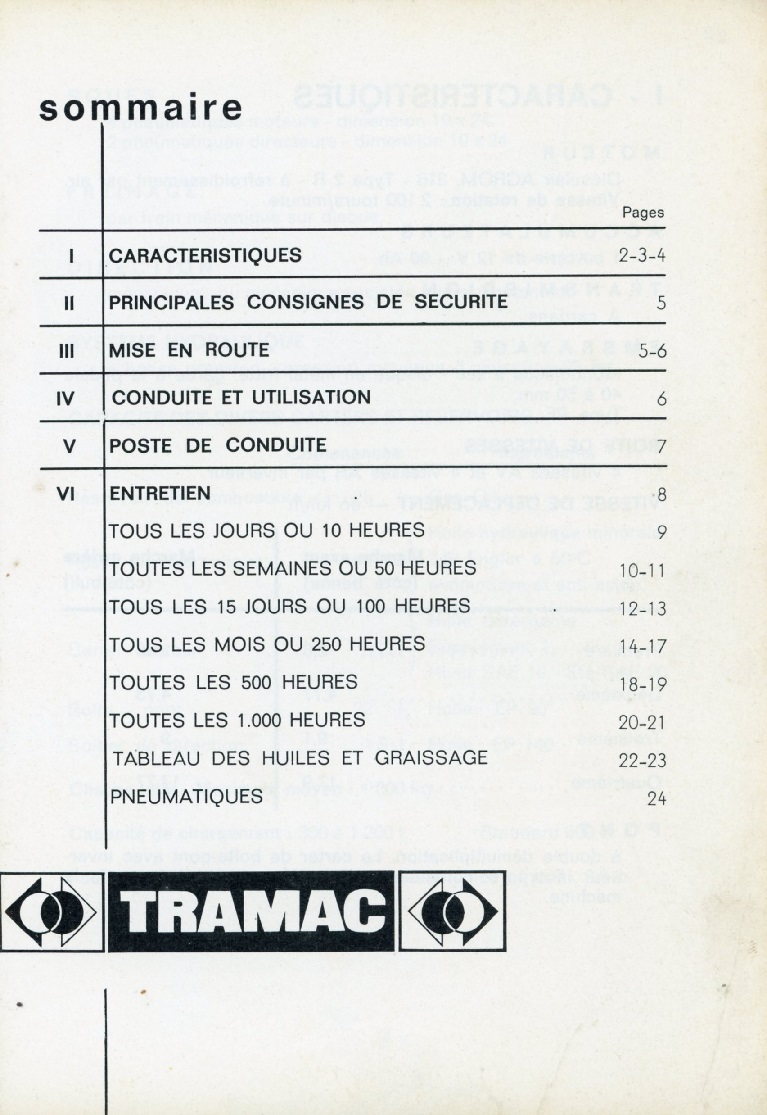 sommaire
Pages
I CARACTERISTIQUES 2-3-4
II PRINCIPALES CONSIGNES DE SECURITE 5
III MISE EN ROUTE 5-6
IV CONDUITE ET UTILISATION 6
V POSTE DE CONDUITE 7
VI ENTRETIEN 8
TOUS LES JOURS OU 10 HEURES 9
TOUTES LES SEMAINES OU 50 HEURES 10-11
TOUS LES 15 JOURS OU 100 HEURES 12-13
TOUS LES MOIS OU 250 HEURES 14-17
TOUTES LES 500 HEURES 18-19
TOUTES LES 1.000 HEURES 20-21
TABLEAU DES HUILES ET GRAISSAGE 22-23
PNEUMATIQUES 24
TRAMAC